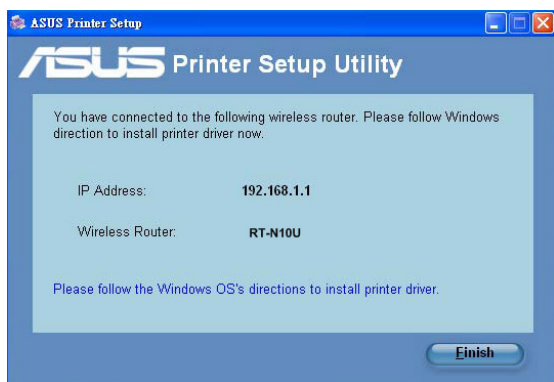 ASUS Printer Setup
ASUS Printer Setup Utility
You have connected to the following wireless router. Please follow Windows
direction to install printer driver now.
IP Address: 192.168.1.1
Wireless Router: RT-N10U
Please follow the Windows OS's directions to install printer driver.
Finish